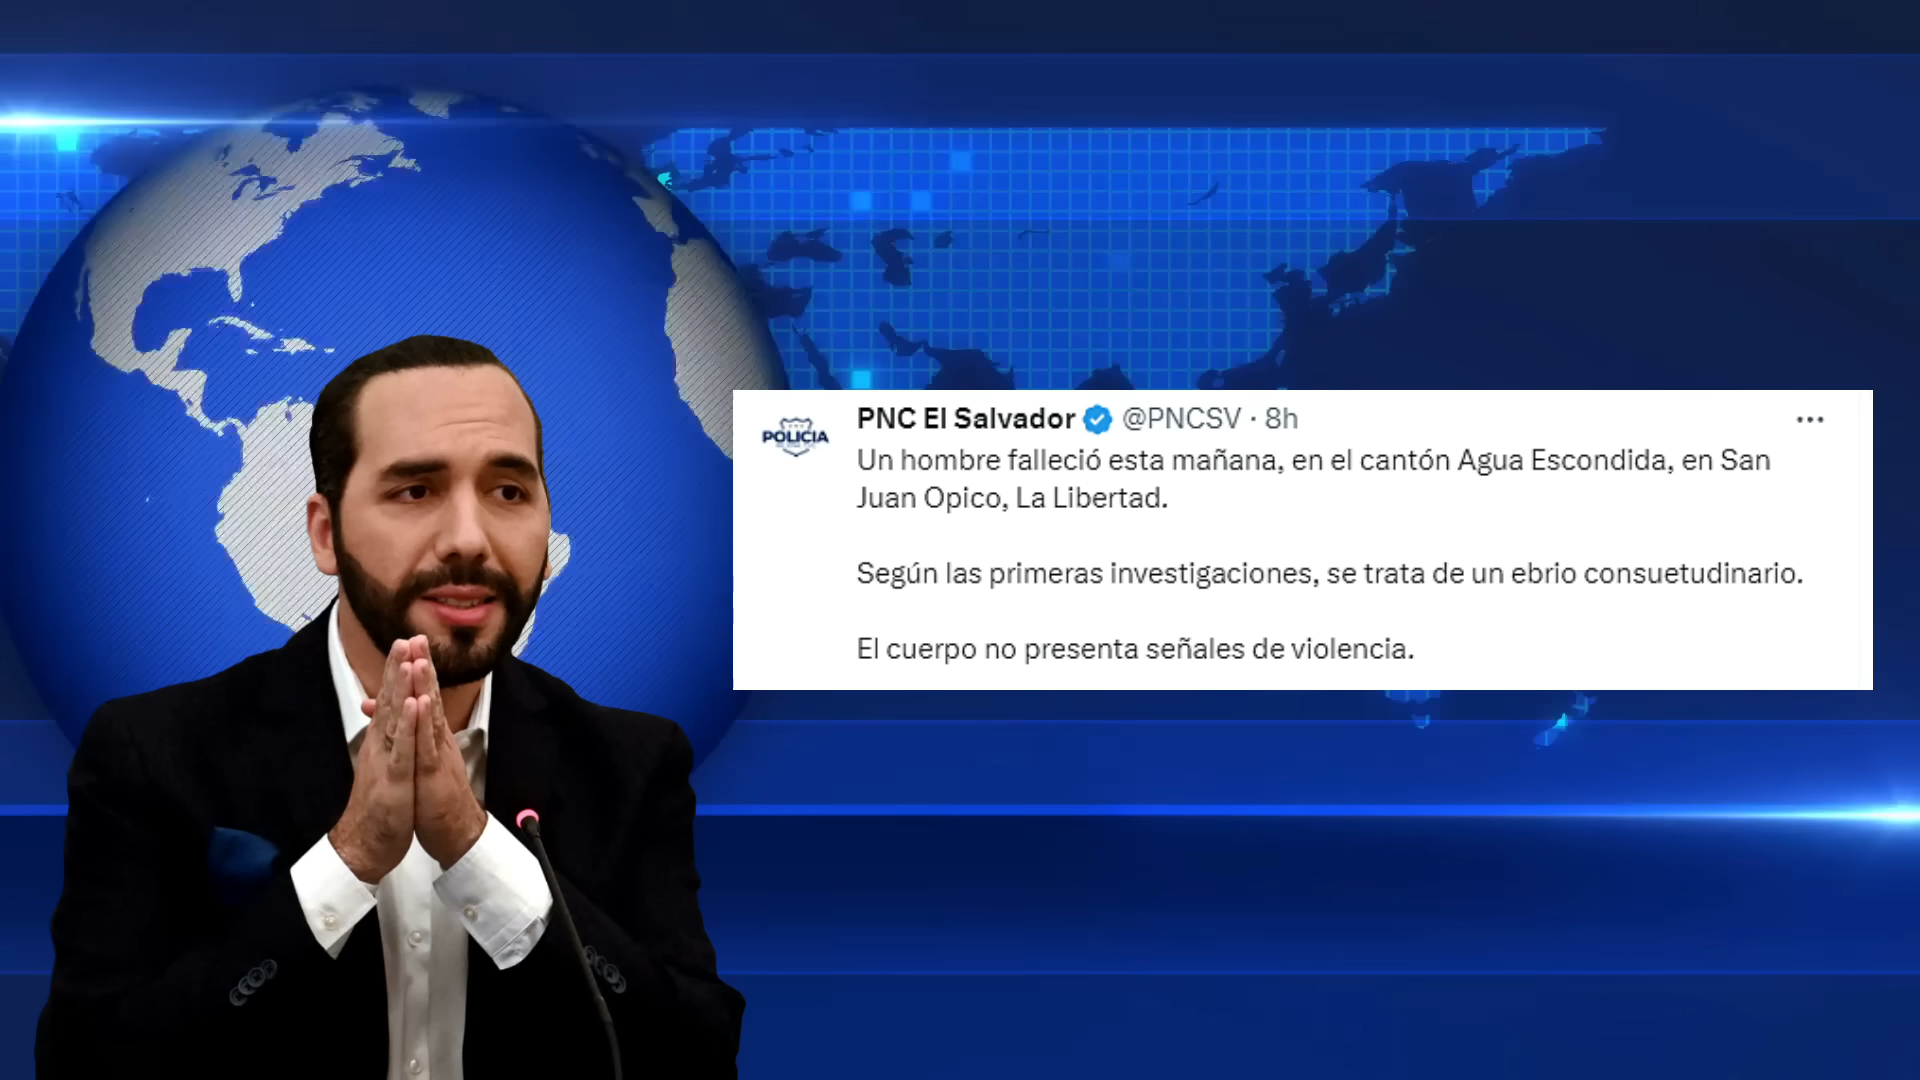 PNC El Salvador @PNCSV · 8h
POLICIA
Un hombre falleció esta mañana, en el cantón Agua Escondida, en San
Juan Opico, La Libertad.
Según las primeras investigaciones, se trata de un ebrio consuetudinario.
El cuerpo no presenta señales de violencia.